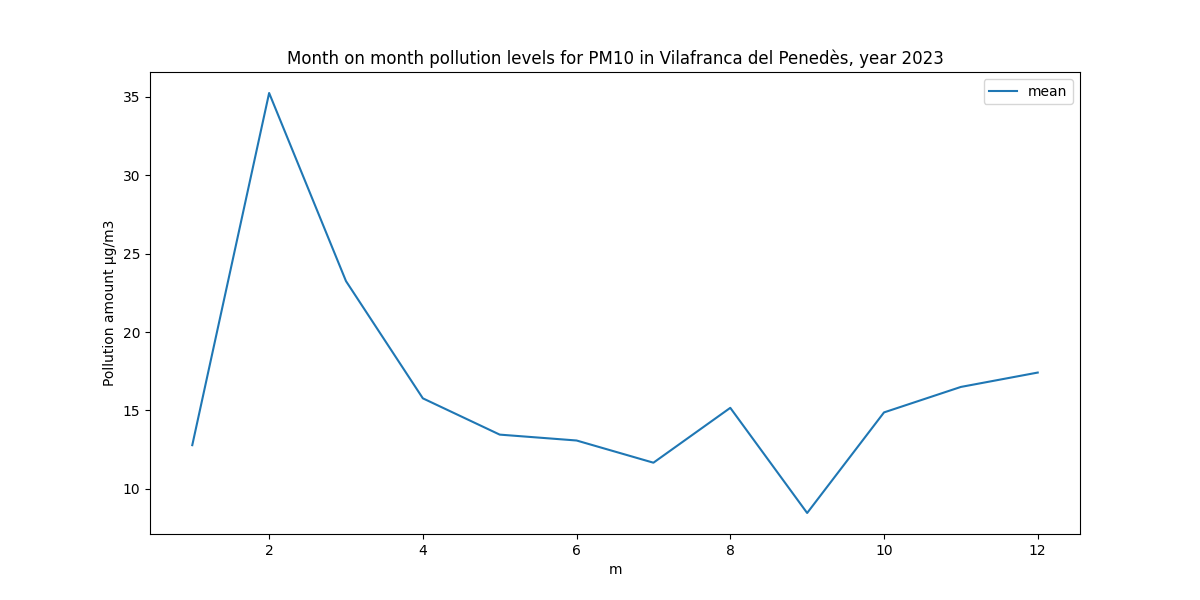 Month on month pollution levels for PM10 in Vilafranca del Penedès, year 2023
mean
Pollution amount µg/m3
35
30
25
20
15
10
2 4 6 8 10 12
m